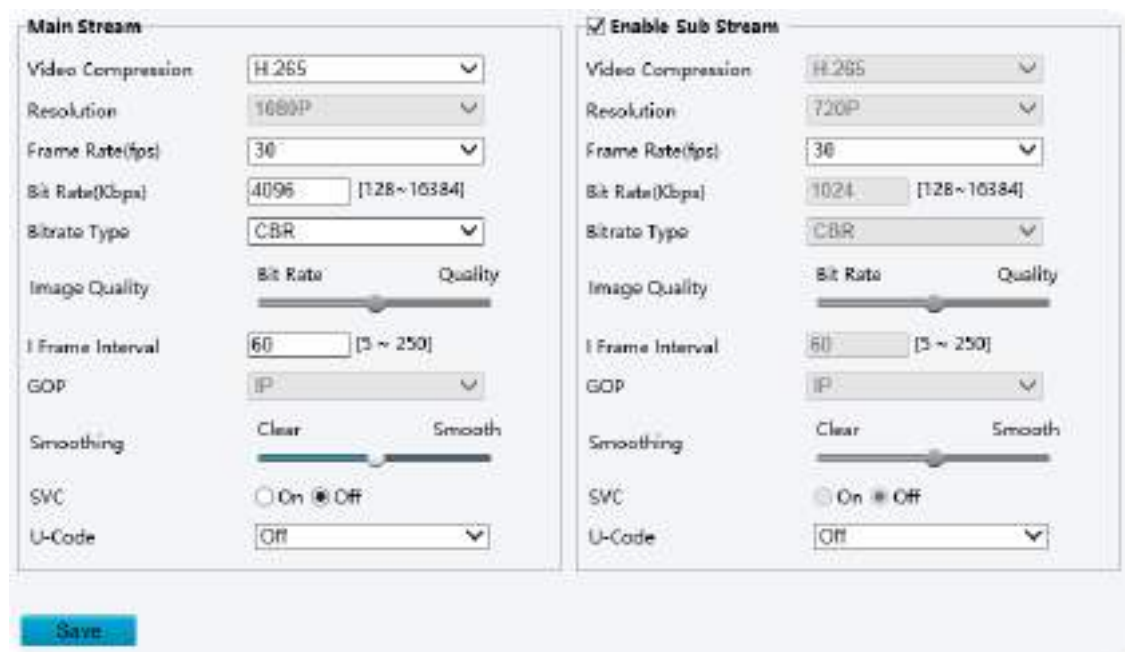 Main Stream
Video Compression H.265
Resolution 1080P
Frame Rate(fps) 30
Bit Rate(Kbps) 4096 [128~16384]
Bitrate Type CBR
Image Quality Bit Rate Quality
I Frame Interval 60 [5 ~ 250]
GOP IP
Smoothing Clear Smooth
SVC On Off
U-Code Off
Enable Sub Stream
Video Compression H.265
Resolution 720P
Frame Rate(fps) 30
Bit Rate(Kbps) 1024 [128~16384]
Bitrate Type CBR
Image Quality Bit Rate Quality
I Frame Interval 60 [5 ~ 250]
GOP IP
Smoothing Clear Smooth
SVC On Off
U-Code Off
Save